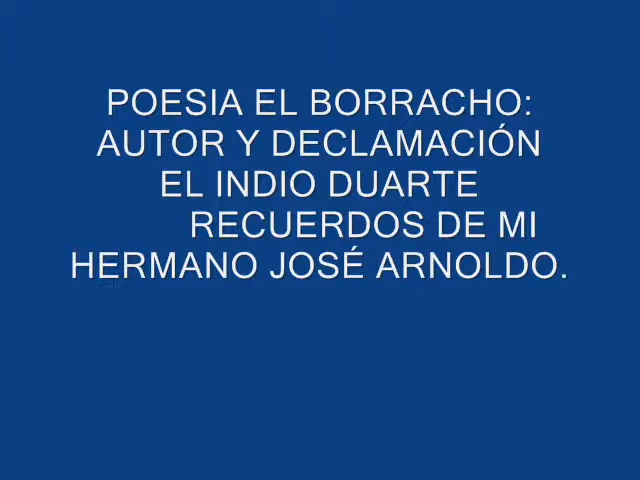 POESIA EL BORRACHO:
AUTOR Y DECLAMACIÓN
EL INDIO DUARTE
RECUERDOS DE MI
HERMANO JOSÉ ARNOLDO.